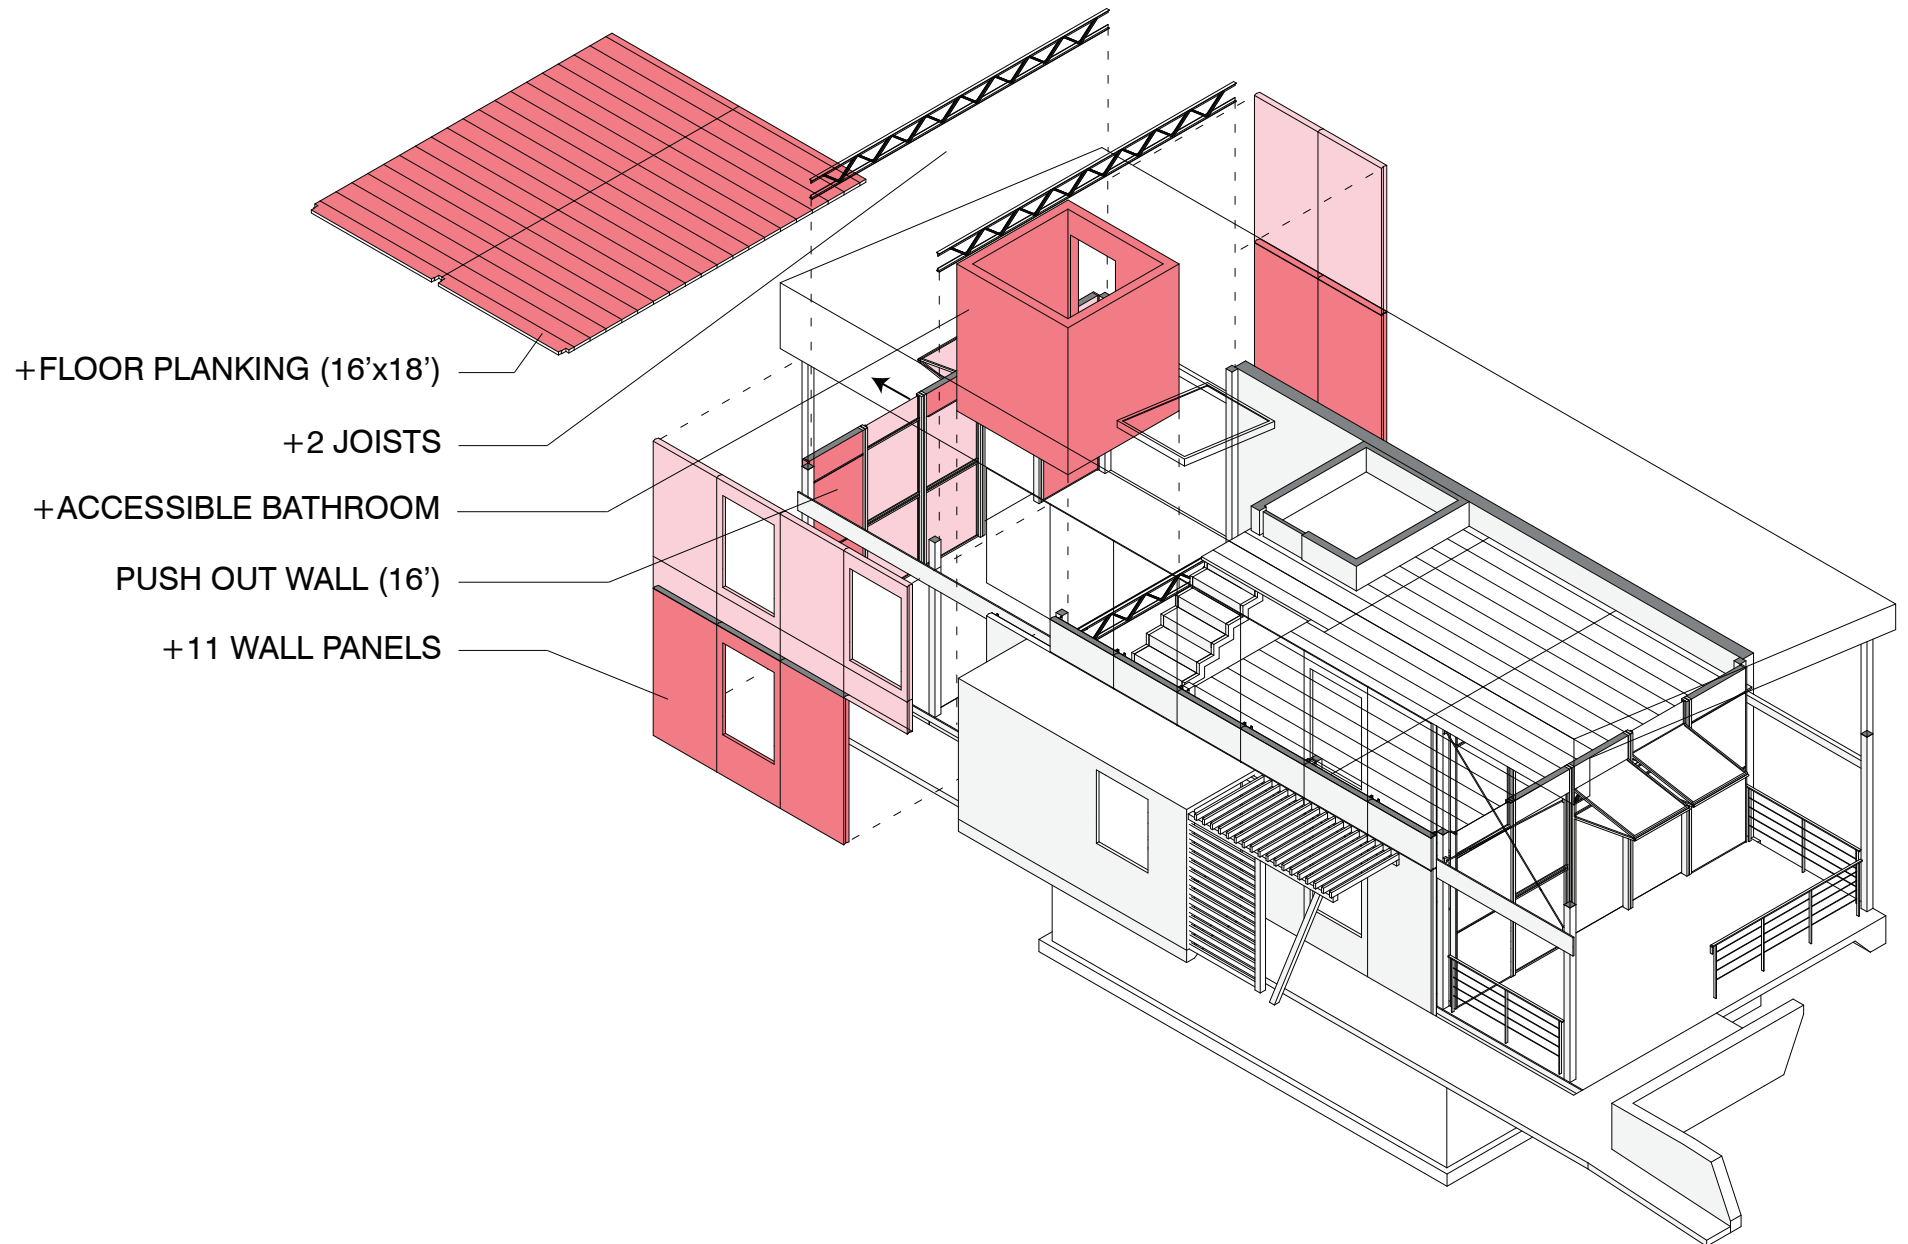 +FLOOR PLANKING (16’x18’)
+2 JOISTS
+ACCESSIBLE BATHROOM
PUSH OUT WALL (16’)
+11 WALL PANELS